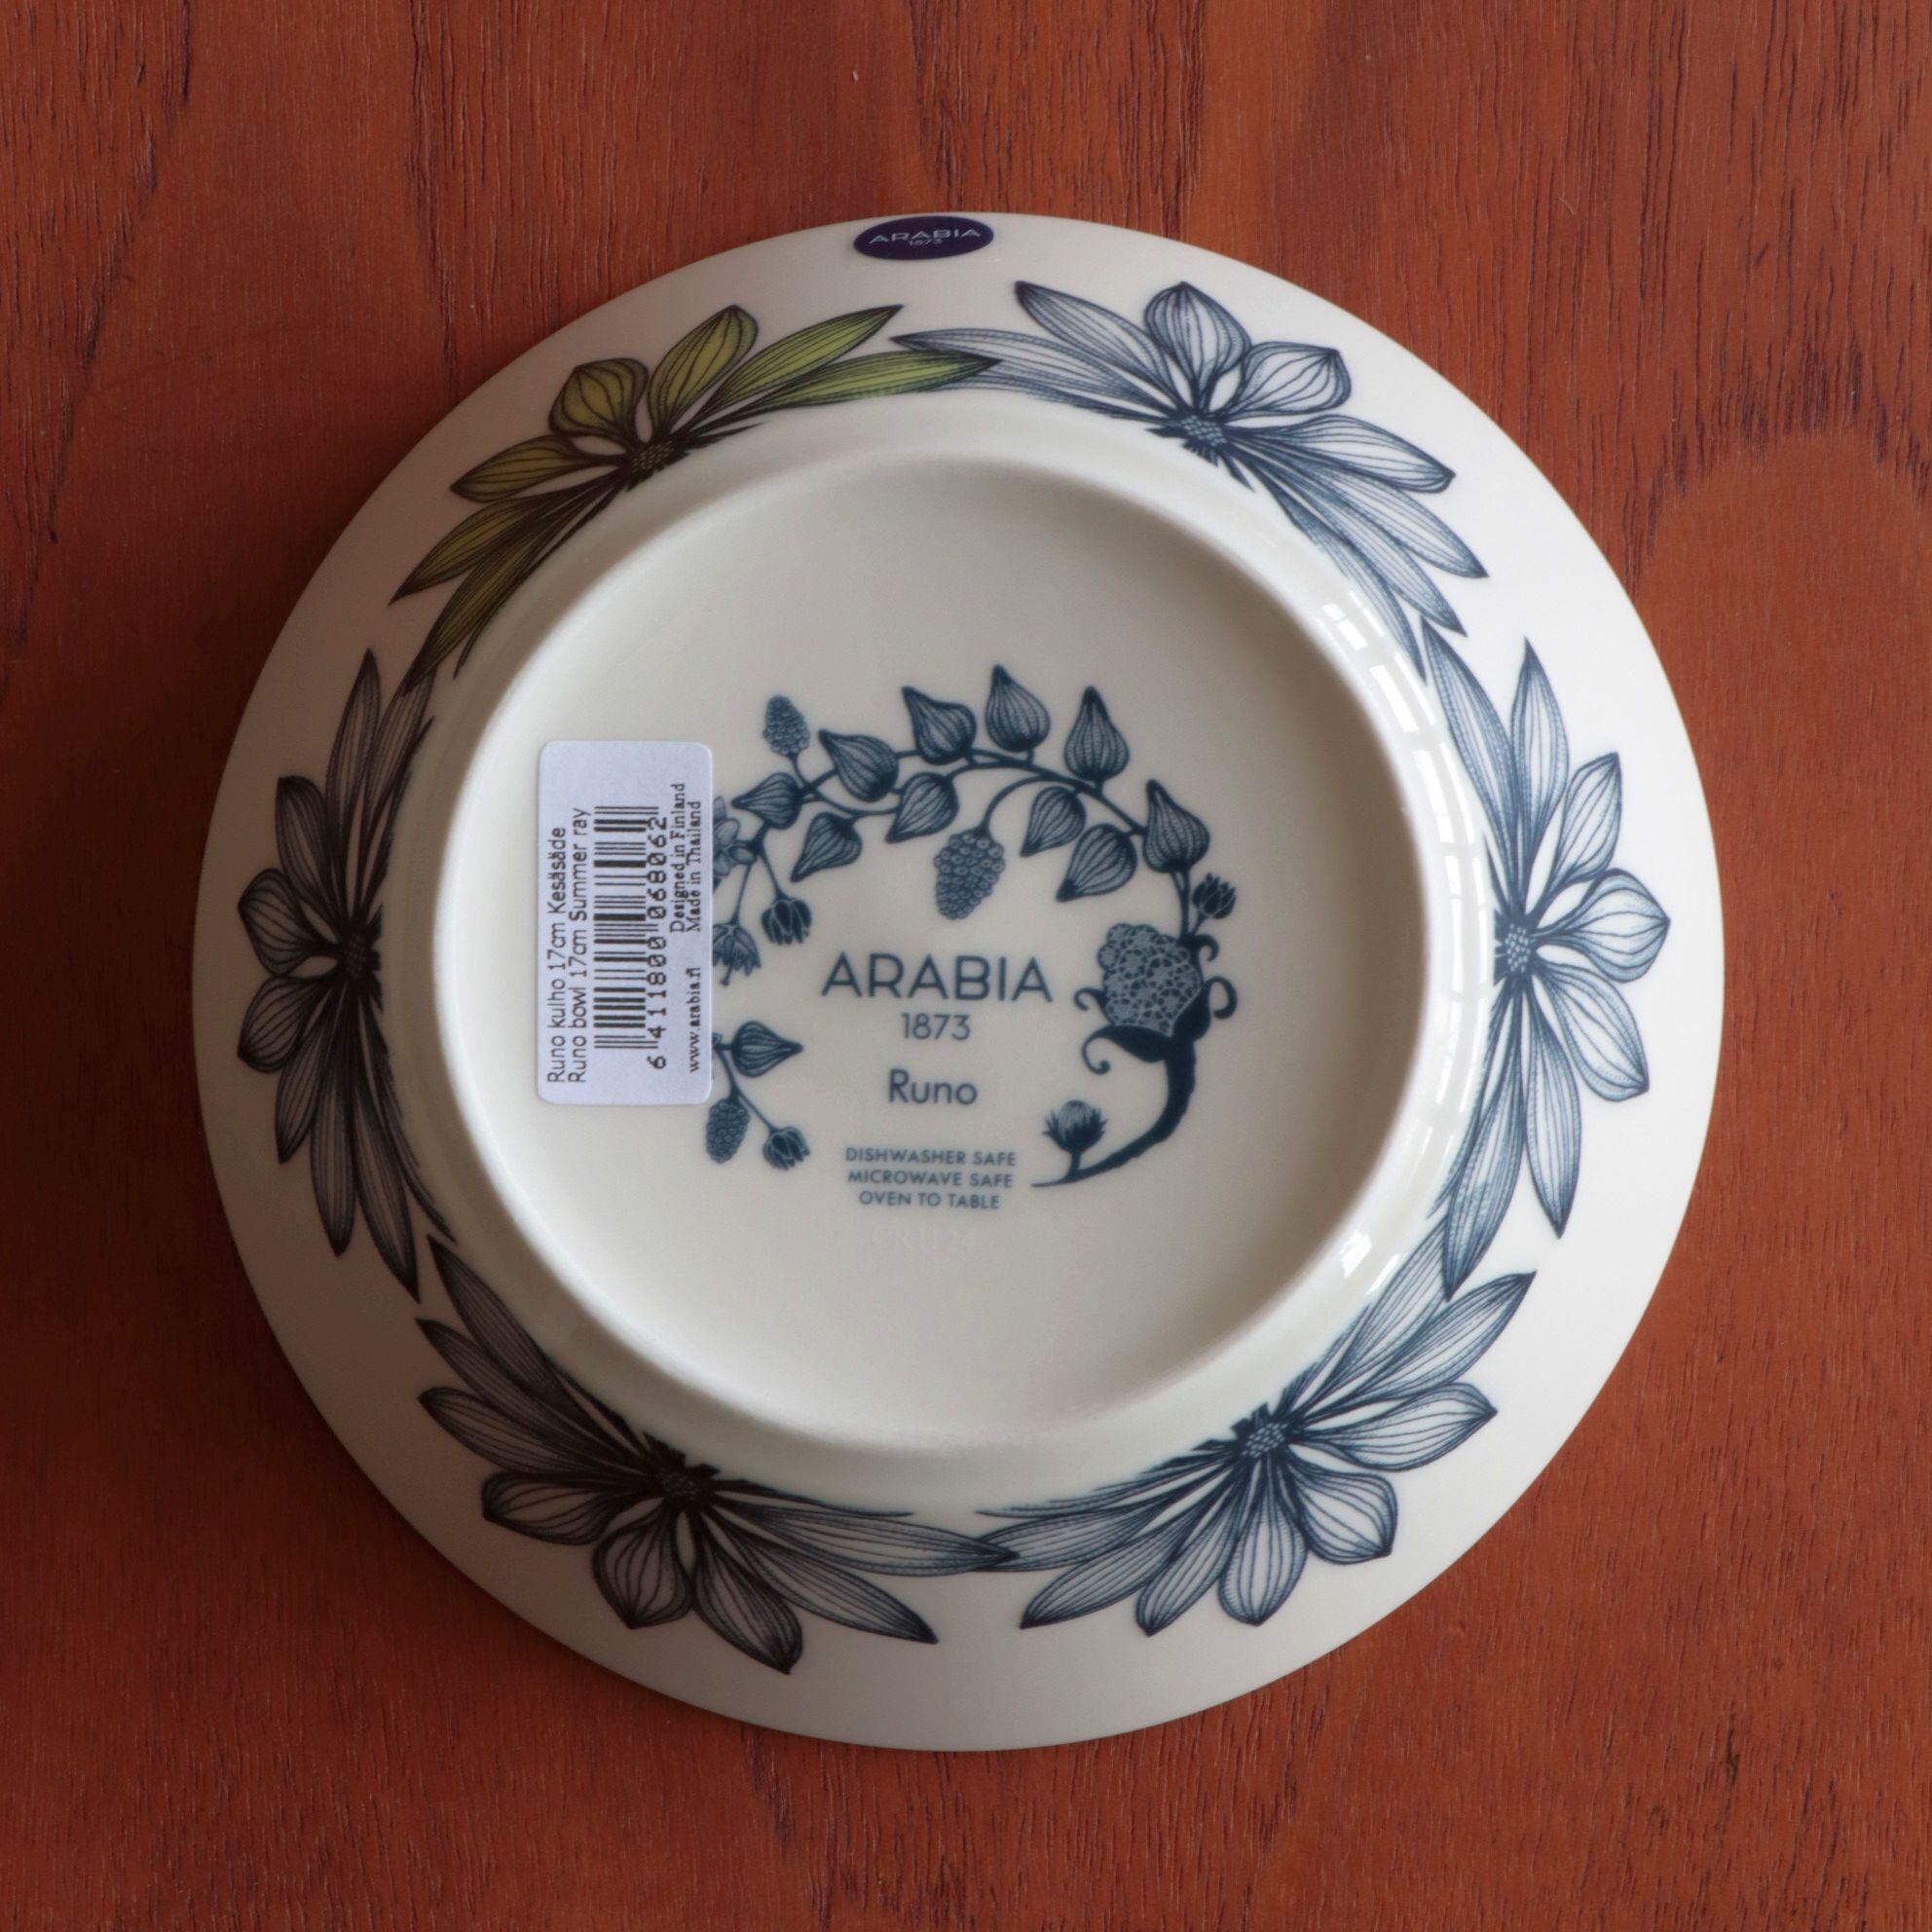 ARABIA
1873
Runo kulho 17cm Kesäsäde
Runo bowl 17cm Summer ray
6 411800 068062
Designed in Finland
www.arabia.fi Made in Thailand
ARABIA
1873
Runo
DISHWASHER SAFE
MICROWAVE SAFE
OVEN TO TABLE